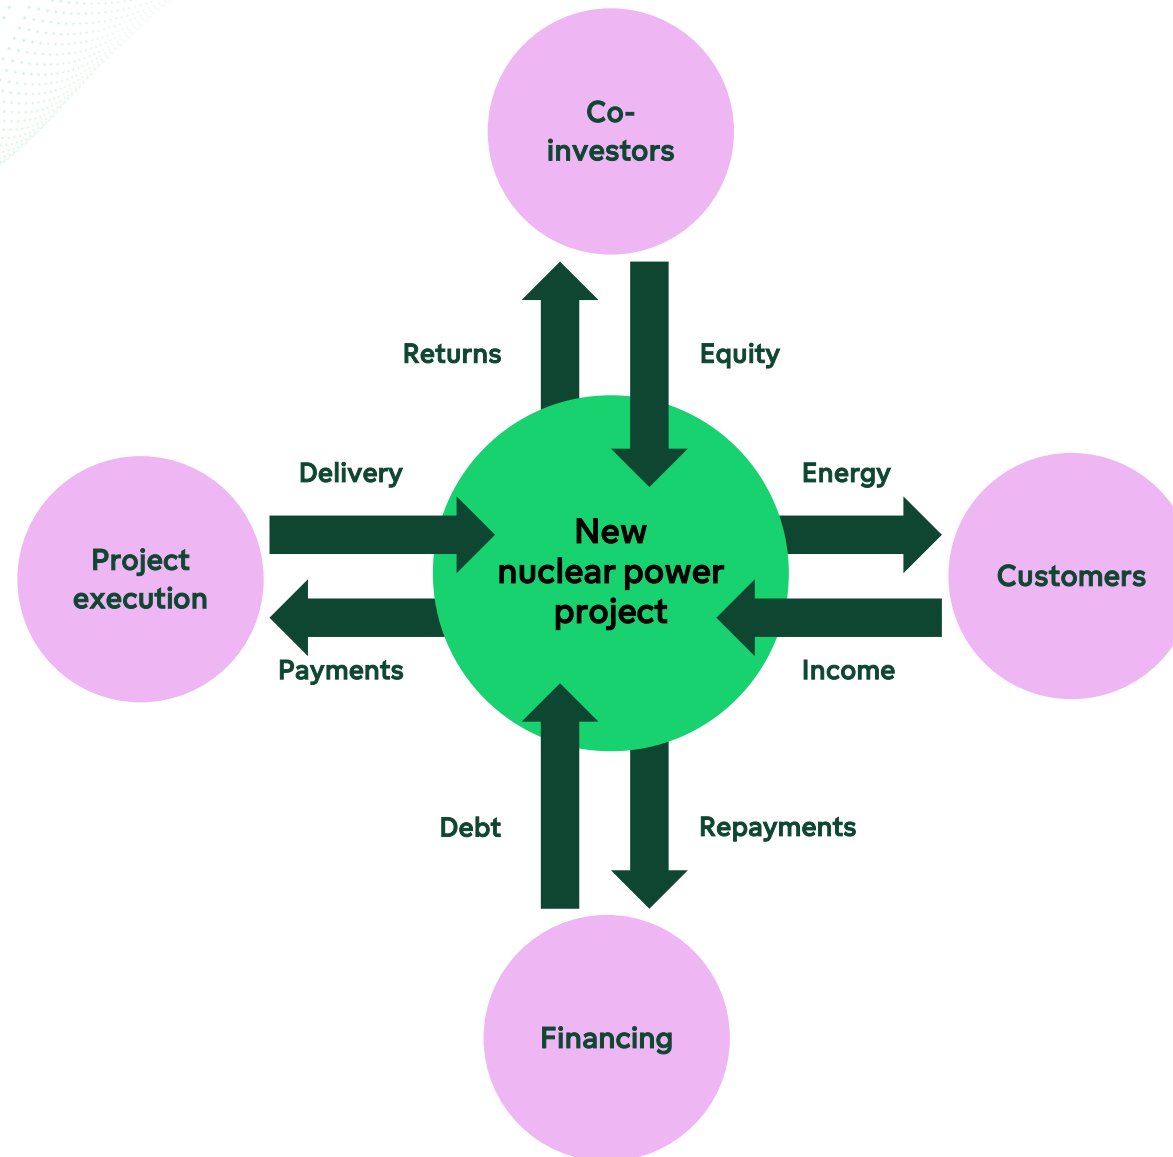 Co-
investors
Returns
Equity
Delivery
Energy
Project
execution
New
nuclear power
project
Customers
Payments
Income
Debt
Repayments
Financing